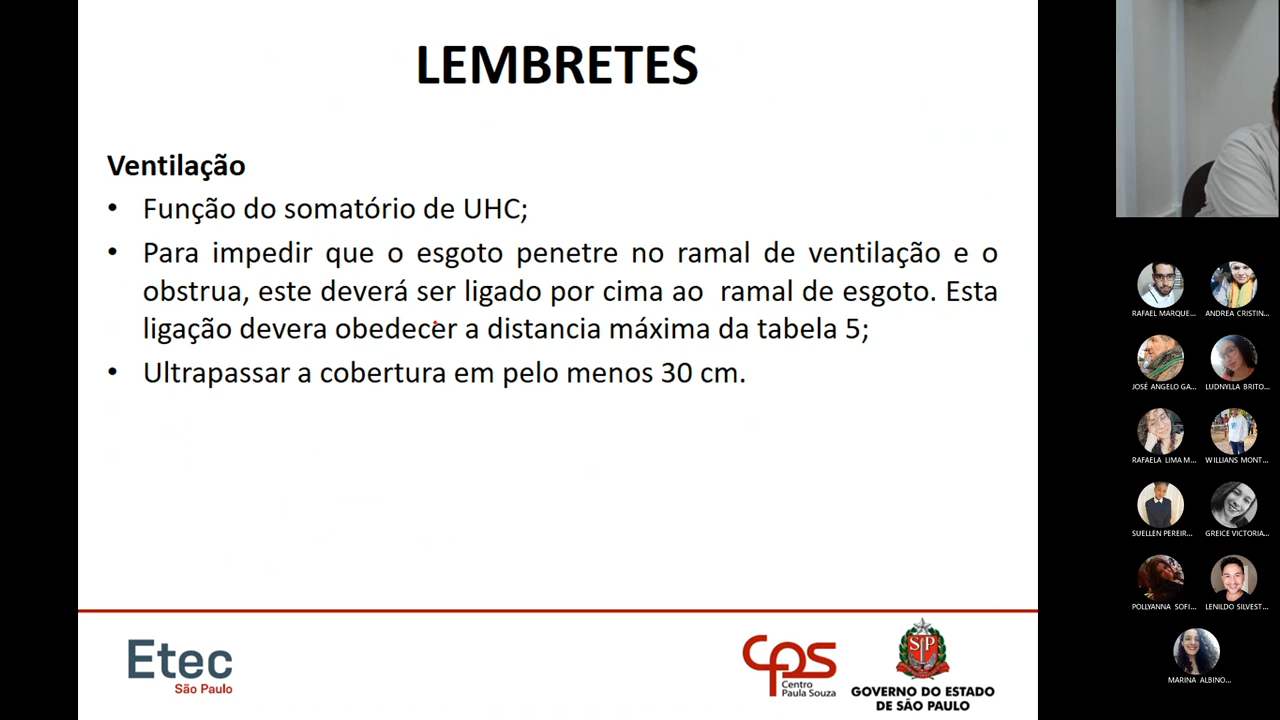 LEMBRETES
Ventilação
• Função do somatório de UHC;
• Para impedir que o esgoto penetre no ramal de ventilação e o
obstrua, este deverá ser ligado por cima ao ramal de esgoto. Esta
ligação devera obedecer a distancia máxima da tabela 5;
• Ultrapassar a cobertura em pelo menos 30 cm.
Etec
São Paulo
CPS
Centro
Paula Souza
SP
GOVERNO DO ESTADO
DE SÃO PAULO
RAFAEL MARQUE...
ANDREA CRISTIN...
JOSÉ ANGELO GA...
LUDNYLLA BRITO...
RAFAELA LIMA M...
WILLIANS MONT...
SUELLEN PEREIR...
GREICE VICTORIA...
POLLYANNA SOFI...
LENILDO SILVEST...
MARINA ALBINO...